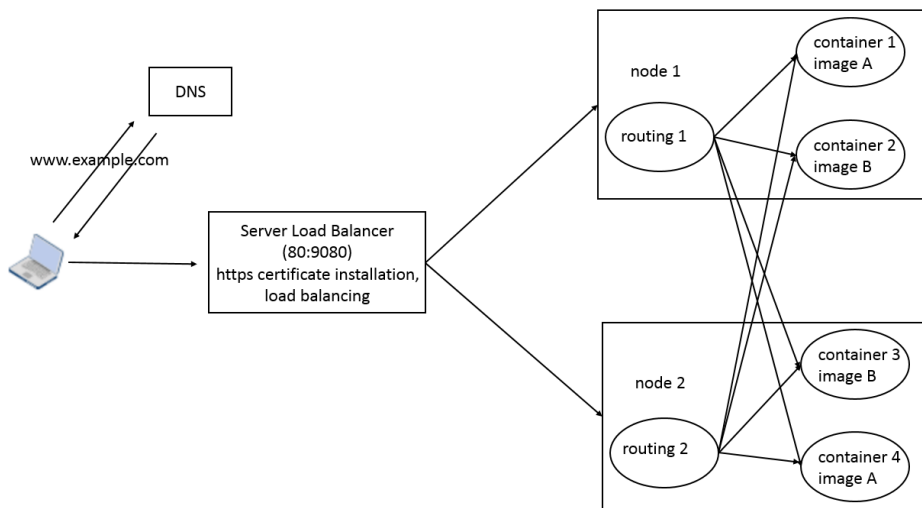 DNS
www.example.com
Server Load Balancer
(80:9080)
https certificate installation,
load balancing
node 1
routing 1
container 1
image A
container 2
image B
node 2
routing 2
container 3
image B
container 4
image A